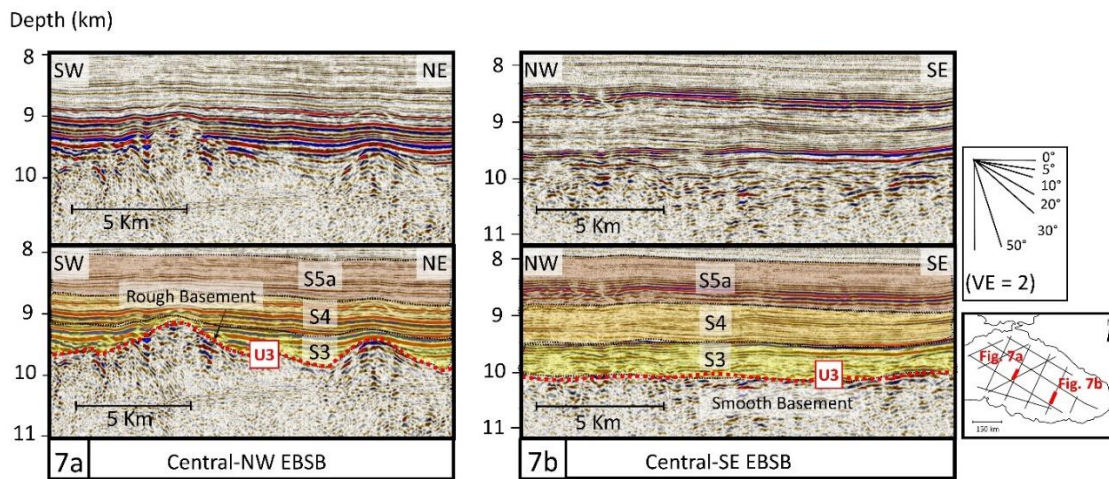 Depth (km)
8
SW
NE
9
10
5 Km
8
NW
SE
9
10
5 Km
11
0°
5°
10°
20°
30°
50°
(VE = 2)
8
SW
NE
S5a
Rough Basement
9
S4
S3
U3
10
5 Km
11
7a
Central-NW EBSB
8
NW
SE
S5a
9
S4
S3
10
U3
Smooth Basement
5 Km
11
7b
Central-SE EBSB
Fig. 7a
Fig. 7b
150 km